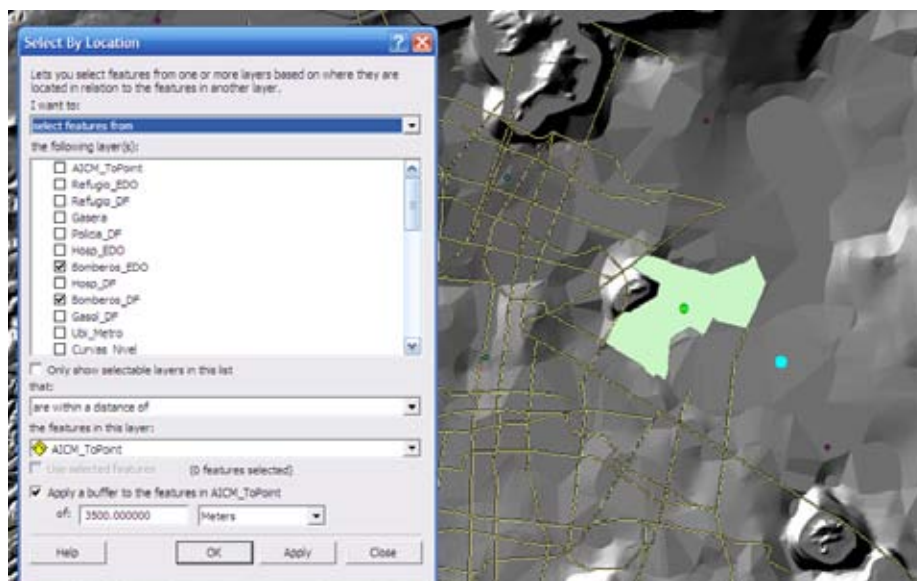 Select By Location
Lets you select features from one or more layers based on where they are
located in relation to the features in another layer.
I want to:
select features from
the following layer(s):
AICM_ToPoint
Refugio_EDO
Refugio_DF
Gasera
Policia_DF
Hosp_EDO
Bomberos_EDO
Hosp_DF
Bomberos_DF
Gasol_DF
Ubi_Metro
Curvas_Nivel
Only show selectable layers in this list
that:
are within a distance of
the features in this layer:
AICM_ToPoint
Use selected features (0 features selected)
Apply a buffer to the features in AICM_ToPoint
of: 3500.000000 Meters
Help OK Apply Close